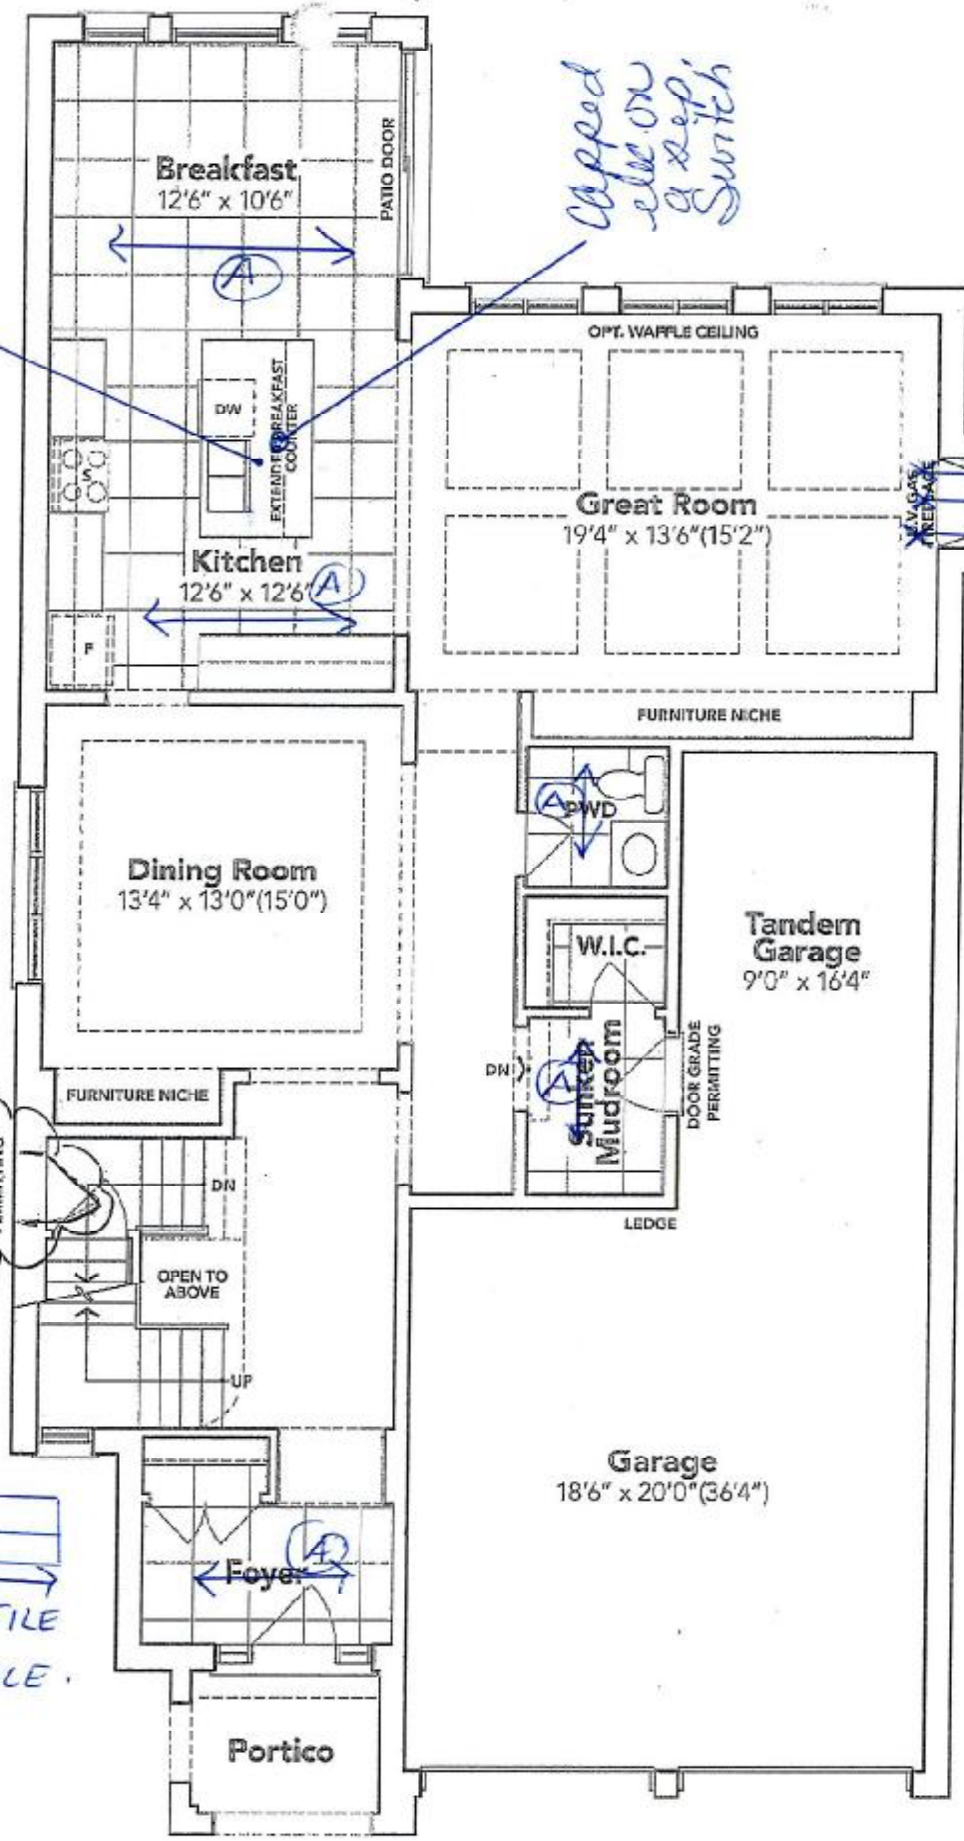 capped
elec on
a sep.
Switch
Breakfast
12'6" x 10'6"
PATIO DOOR
A
OPT. WAFFLE CEILING
DW
EXTENDED BREAKFAST
COUNTER
S
Great Room
19'4" x 13'6"(15'2")
GAS
FIREPLACE
Kitchen
12'6" x 12'6"
A
F
FURNITURE NICHE
A
PWD
Dining Room
13'4" x 13'0"(15'0")
W.I.C.
Tandem
Garage
9'0" x 16'4"
DN
A
Sunken
Mudroom
DOOR GRADE
PERMITTING
FURNITURE NICHE
DN
LEDGE
OPEN TO
ABOVE
UP
Garage
18'6" x 20'0"(36'4")
A
Foyer
TILE
Portico